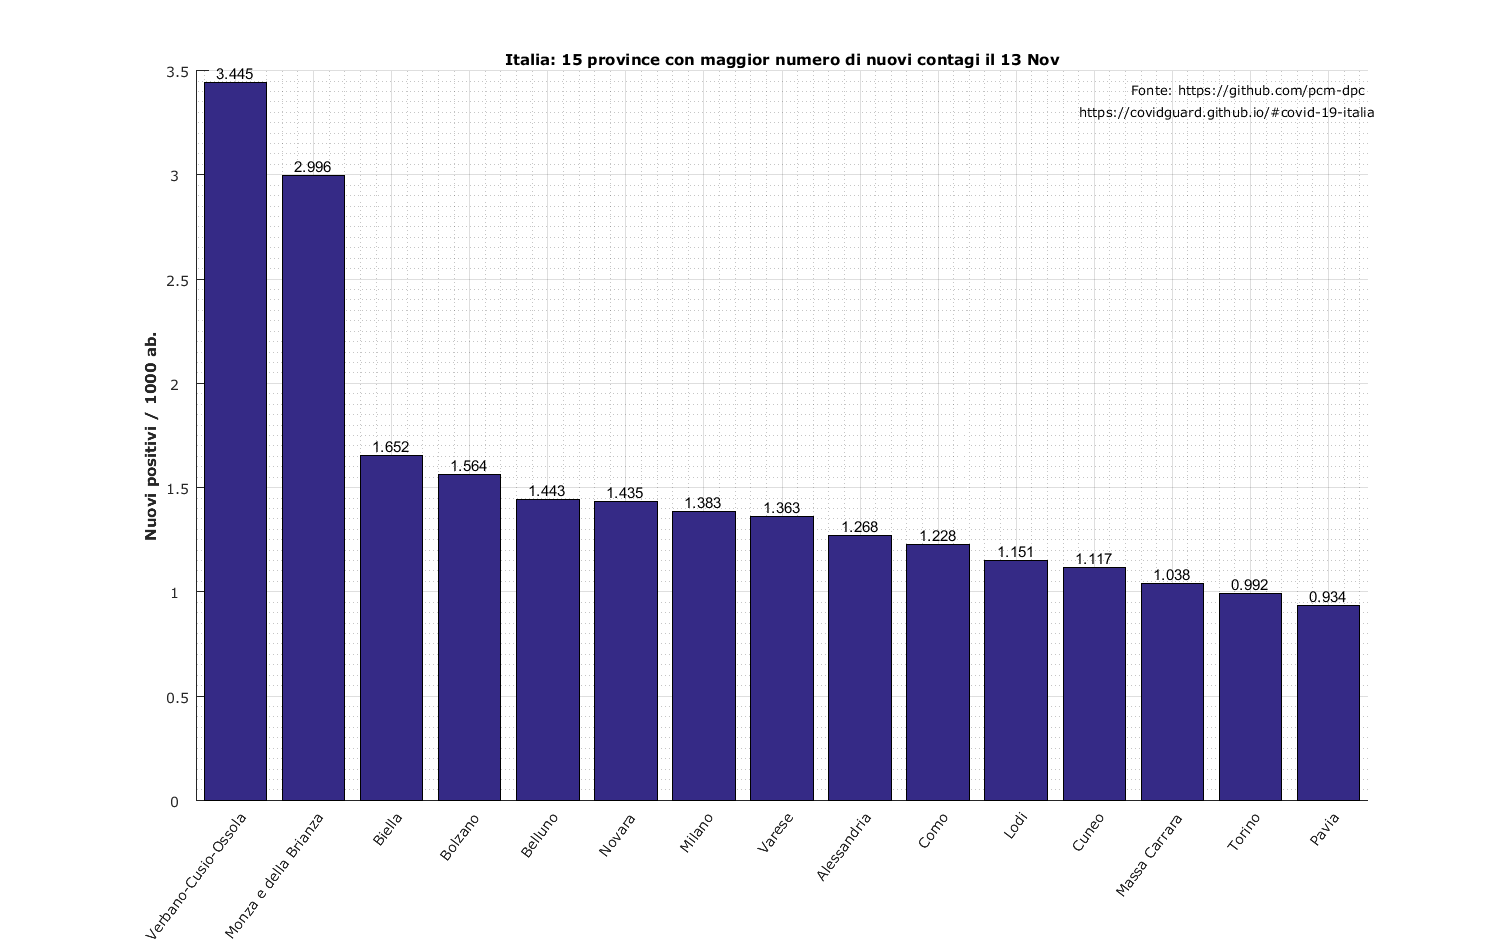 Italia: 15 province con maggior numero di nuovi contagi il 13 Nov
Fonte: https://github.com/pcm-dpc
https://covidguard.github.io/#covid-19-italia
Nuovi positivi / 1000 ab.
3.5
3
2.5
2
1.5
1
0.5
0
3.445
2.996
1.652
1.564
1.443
1.435
1.383
1.363
1.268
1.228
1.151
1.117
1.038
0.992
0.934
Verbano-Cusio-Ossola
Monza e della Brianza
Biella
Bolzano
Belluno
Novara
Milano
Varese
Alessandria
Como
Lodi
Cuneo
Massa Carrara
Torino
Pavia